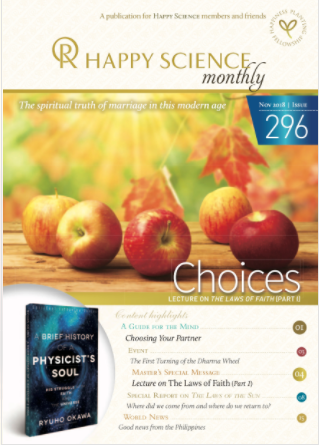 A publication for HAPPY SCIENCE members and friends
HAPPINESS PLANTING
FELLOWSHIP
R HAPPY SCIENCE
monthly
The spiritual truth of marriage in this modern age
NOV 2018 | ISSUE
296
Choices
LECTURE ON THE LAWS OF FAITH (PART I)
Content highlights
A GUIDE FOR THE MIND
01
Choosing Your Partner
EVENT
The First Turning of the Dharma Wheel
MASTER'S SPECIAL MESSAGE
04
Lecture on The Laws of Faith (Part I)
SPECIAL REPORT ON THE LAWS OF THE SUN
Where did we come from and where do we return to?
WORLD NEWS
Good news from the Philippines
A BRIEF HISTORY
PHYSICIST'S
SOUL
RYUHO OKAWA